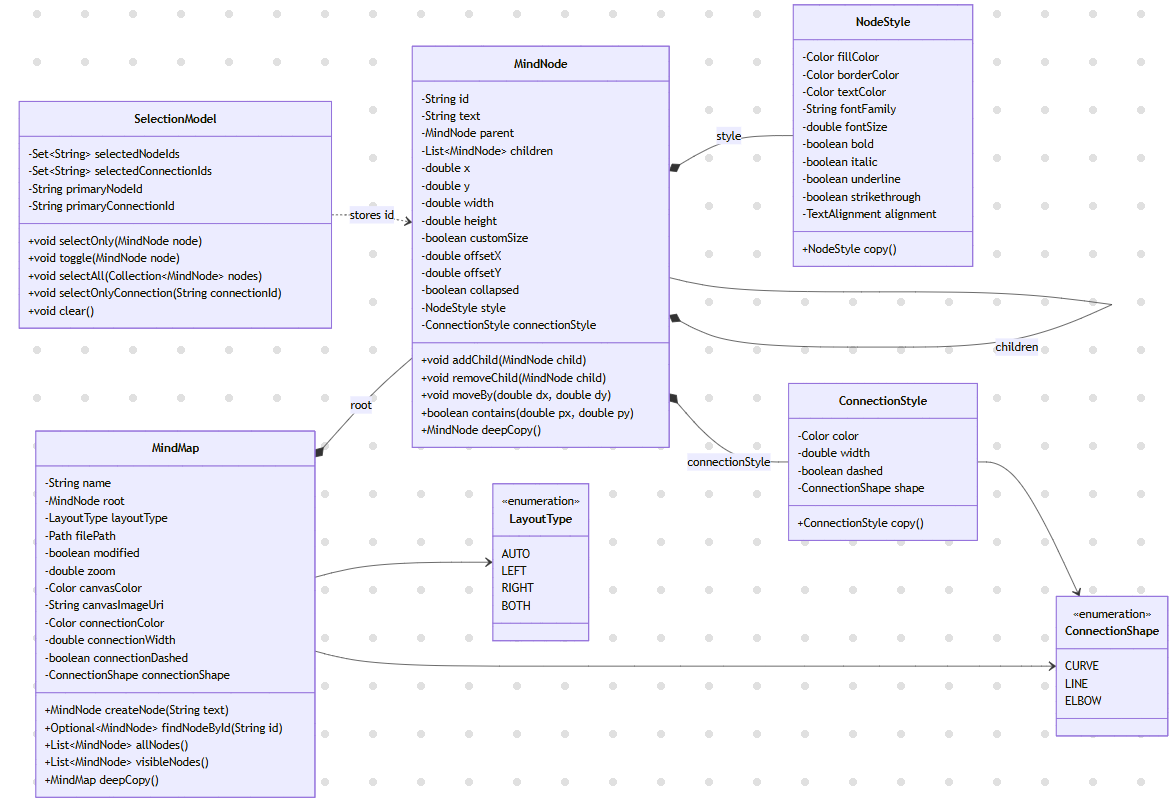 NodeStyle
-Color fillColor
-Color borderColor
-Color textColor
-String fontFamily
-double fontSize
-boolean bold
-boolean italic
-boolean underline
-boolean strikethrough
-TextAlignment alignment
+NodeStyle copy()
MindNode
-String id
-String text
-MindNode parent
-List<MindNode> children
-double x
-double y
-double width
-double height
-boolean customSize
-double offsetX
-double offsetY
-boolean collapsed
-NodeStyle style
-ConnectionStyle connectionStyle
+void addChild(MindNode child)
+void removeChild(MindNode child)
+void moveBy(double dx, double dy)
+boolean contains(double px, double py)
+MindNode deepCopy()
style
SelectionModel
-Set<String> selectedNodeIds
-Set<String> selectedConnectionIds
-String primaryNodeId
-String primaryConnectionId
+void selectOnly(MindNode node)
+void toggle(MindNode node)
+void selectAll(Collection<MindNode> nodes)
+void selectOnlyConnection(String connectionId)
+void clear()
stores id
children
root
connectionStyle
ConnectionStyle
-Color color
-double width
-boolean dashed
-ConnectionShape shape
+ConnectionStyle copy()
MindMap
-String name
-MindNode root
-LayoutType layoutType
-Path filePath
-boolean modified
-double zoom
-Color canvasColor
-String canvasImageUri
-Color connectionColor
-double connectionWidth
-boolean connectionDashed
-ConnectionShape connectionShape
+MindNode createNode(String text)
+Optional<MindNode> findNodeById(String id)
+List<MindNode> allNodes()
+List<MindNode> visibleNodes()
+MindMap deepCopy()
«enumeration»
LayoutType
AUTO
LEFT
RIGHT
BOTH
«enumeration»
ConnectionShape
CURVE
LINE
ELBOW